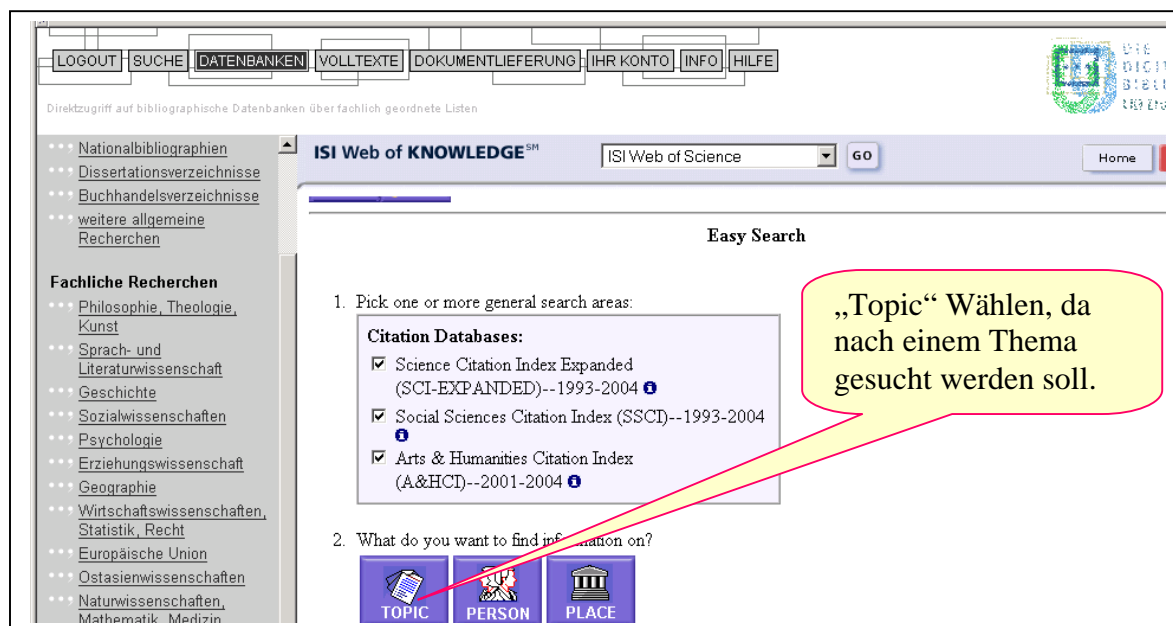 LOGOUT SUCHE DATENBANKEN VOLLTEXTE DOKUMENTLIEFERUNG IHR KONTO INFO HILFE
DIE
DIGIT
Direktzugriff auf bibliographische Datenbanken über fachlich geordnete Listen
Nationalbibliographien
Dissertationsverzeichnisse
Buchhandelsverzeichnisse
weitere allgemeine
Recherchen
Fachliche Recherchen
Philosophie, Theologie,
Kunst
Sprach- und
Literaturwissenschaft
Geschichte
Sozialwissenschaften
Psychologie
Erziehungswissenschaft
Geographie
Wirtschaftswissenschaften,
Statistik, Recht
Europäische Union
Ostasienwissenschaften
Naturwissenschaften,
Mathematik, Medizin
ISI Web of KNOWLEDGE SM
ISI Web of Science GO Home
Easy Search
1. Pick one or more general search areas:
Citation Databases:
Science Citation Index Expanded
(SCI-EXPANDED)--1993-2004
Social Sciences Citation Index (SSCI)--1993-2004
Arts & Humanities Citation Index
(A&HCI)--2001-2004
2. What do you want to find information on?
TOPIC PERSON PLACE
„Topic“ Wählen, da
nach einem Thema
gesucht werden soll.